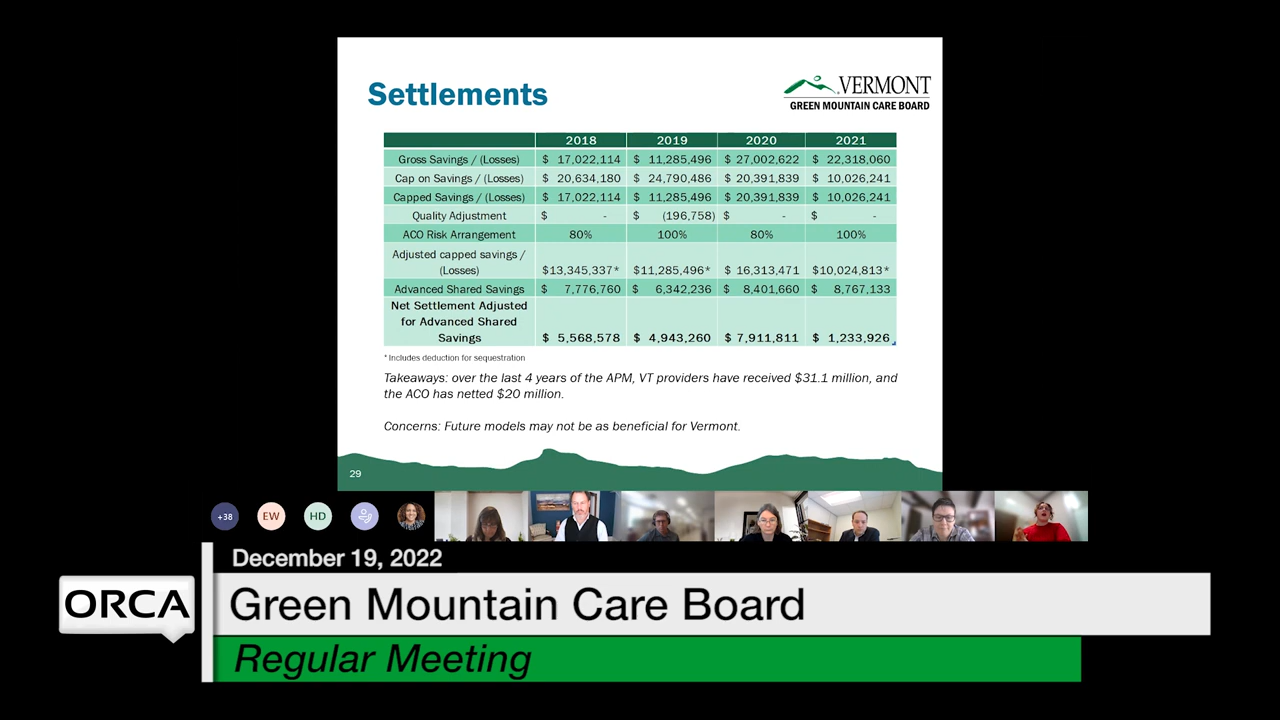 Settlements
VERMONT
GREEN MOUNTAIN CARE BOARD
2018 2019 2020 2021
Gross Savings / (Losses) $ 17,022,114 $ 11,285,496 $ 27,002,622 $ 22,318,060
Cap on Savings / (Losses) $ 20,634,180 $ 24,790,486 $ 20,391,839 $ 10,026,241
Capped Savings / (Losses) $ 17,022,114 $ 11,285,496 $ 20,391,839 $ 10,026,241
Quality Adjustment $ - $ (196,758) $ - $ -
ACO Risk Arrangement 80% 100% 80% 100%
Adjusted capped savings /
(Losses) $13,345,337* $11,285,496* $ 16,313,471 $10,024,813*
Advanced Shared Savings $ 7,776,760 $ 6,342,236 $ 8,401,660 $ 8,767,133
Net Settlement Adjusted
for Advanced Shared
Savings $ 5,568,578 $ 4,943,260 $ 7,911,811 $ 1,233,926
* Includes deduction for sequestration
Takeaways: over the last 4 years of the APM, VT providers have received $31.1 million, and
the ACO has netted $20 million.
Concerns: Future models may not be as beneficial for Vermont.
29
+38 EW HD
December 19, 2022
ORCA
Green Mountain Care Board
Regular Meeting